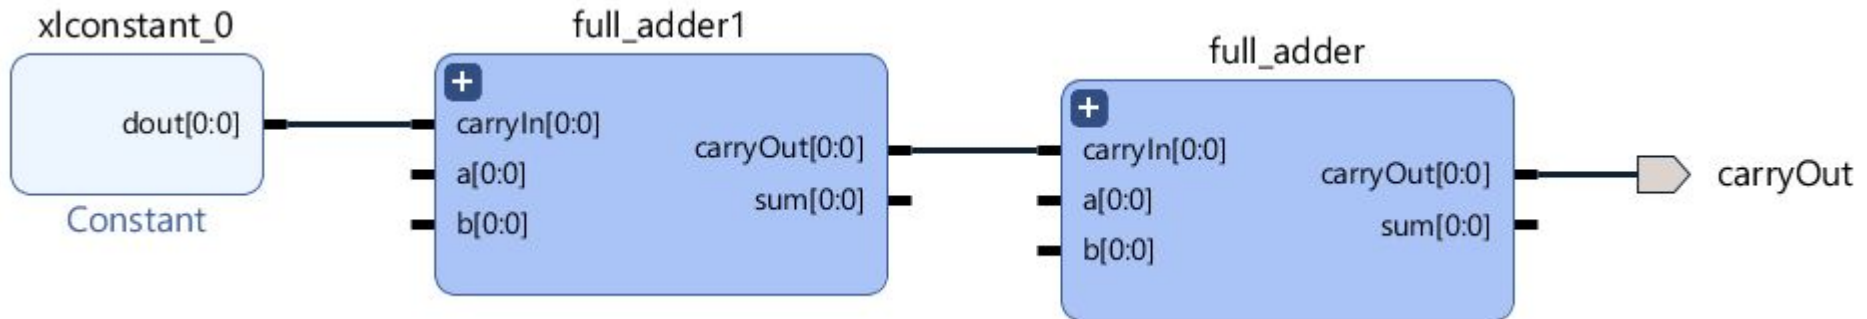 xlconstant_0
dout[0:0]
Constant
full_adder1
+
carryIn[0:0]
a[0:0]
b[0:0]
carryOut[0:0]
sum[0:0]
full_adder
+
carryIn[0:0]
a[0:0]
b[0:0]
carryOut[0:0]
sum[0:0]
carryOut